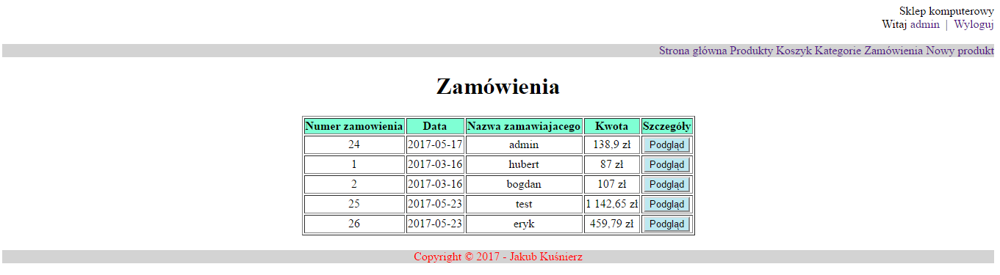 Sklep komputerowy
Witaj admin | Wyloguj
Strona główna Produkty Koszyk Kategorie Zamówienia Nowy produkt
Zamówienia
Numer zamowienia Data Nazwa zamawiajacego Kwota Szczegóły
24 2017-05-17 admin 138,9 zł Podgląd
1 2017-03-16 hubert 87 zł Podgląd
2 2017-03-16 bogdan 107 zł Podgląd
25 2017-05-23 test 1 142,65 zł Podgląd
26 2017-05-23 eryk 459,79 zł Podgląd
Copyright © 2017 - Jakub Kuśnierz